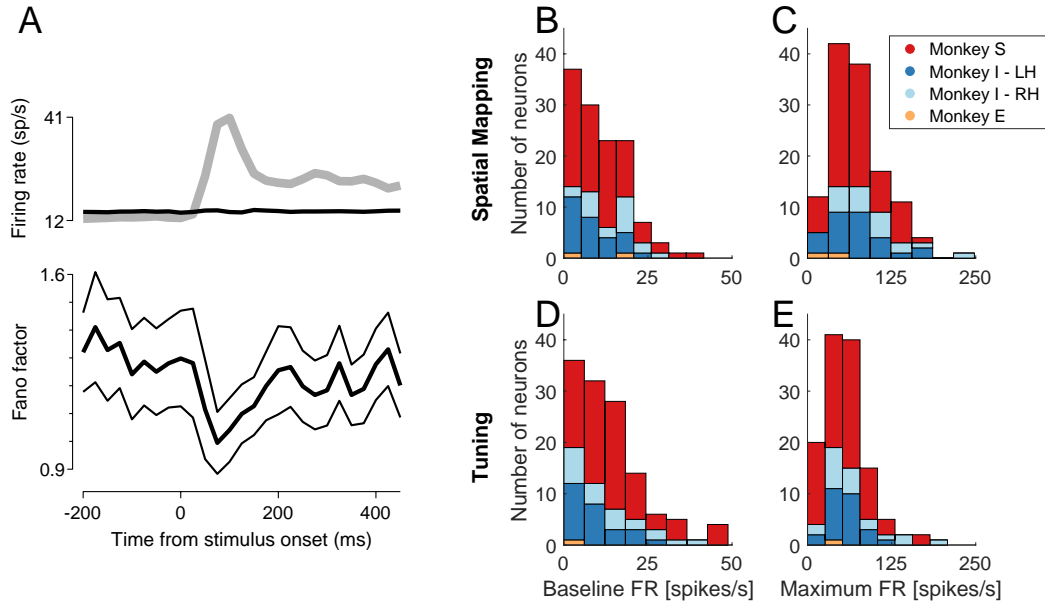 A
41
12
Firing rate (sp/s)
1.6
0.9
Fano factor
-200
0
200
400
Time from stimulus onset (ms)
Spatial Mapping
B
Number of neurons
40
30
20
10
0
0
25
50
C
40
30
20
10
0
0
125
250
Monkey S
Monkey I - LH
Monkey I - RH
Monkey E
Tuning
D
Number of neurons
40
30
20
10
0
0
25
50
Baseline FR [spikes/s]
E
40
30
20
10
0
0
125
250
Maximum FR [spikes/s]